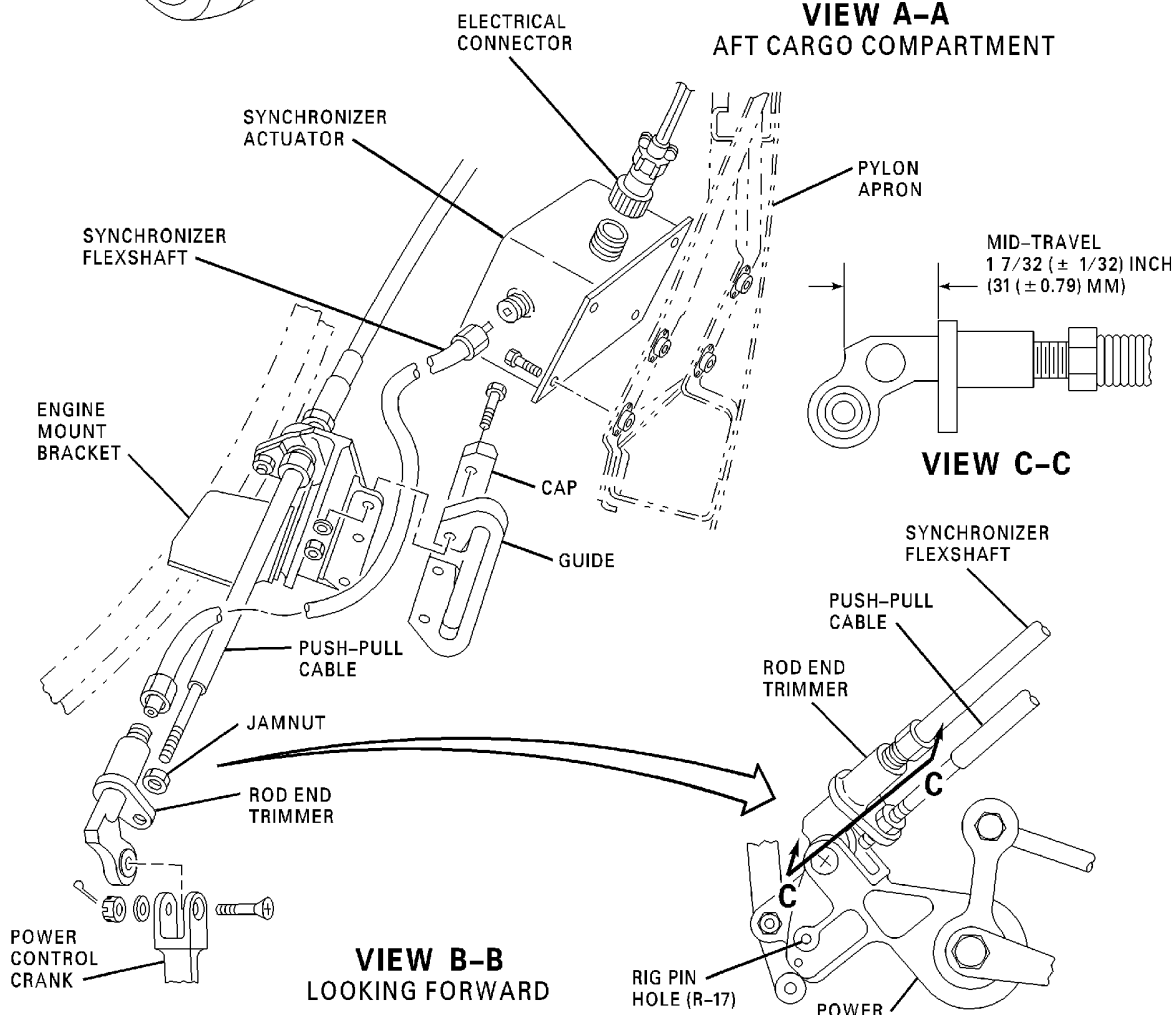 VIEW A–A
AFT CARGO COMPARTMENT
ELECTRICAL
CONNECTOR
SYNCHRONIZER
ACTUATOR
PYLON
APRON
SYNCHRONIZER
FLEXSHAFT
MID–TRAVEL
1 7/32 (± 1/32) INCH
(31 (±0.79) MM)
ENGINE
MOUNT
BRACKET
VIEW C–C
CAP
GUIDE
SYNCHRONIZER
FLEXSHAFT
PUSH–PULL
CABLE
PUSH–PULL
CABLE
ROD END
TRIMMER
JAMNUT
ROD END
TRIMMER
C
C
POWER
CONTROL
CRANK
VIEW B–B
LOOKING FORWARD
RIG PIN
HOLE (R–17)
POWER